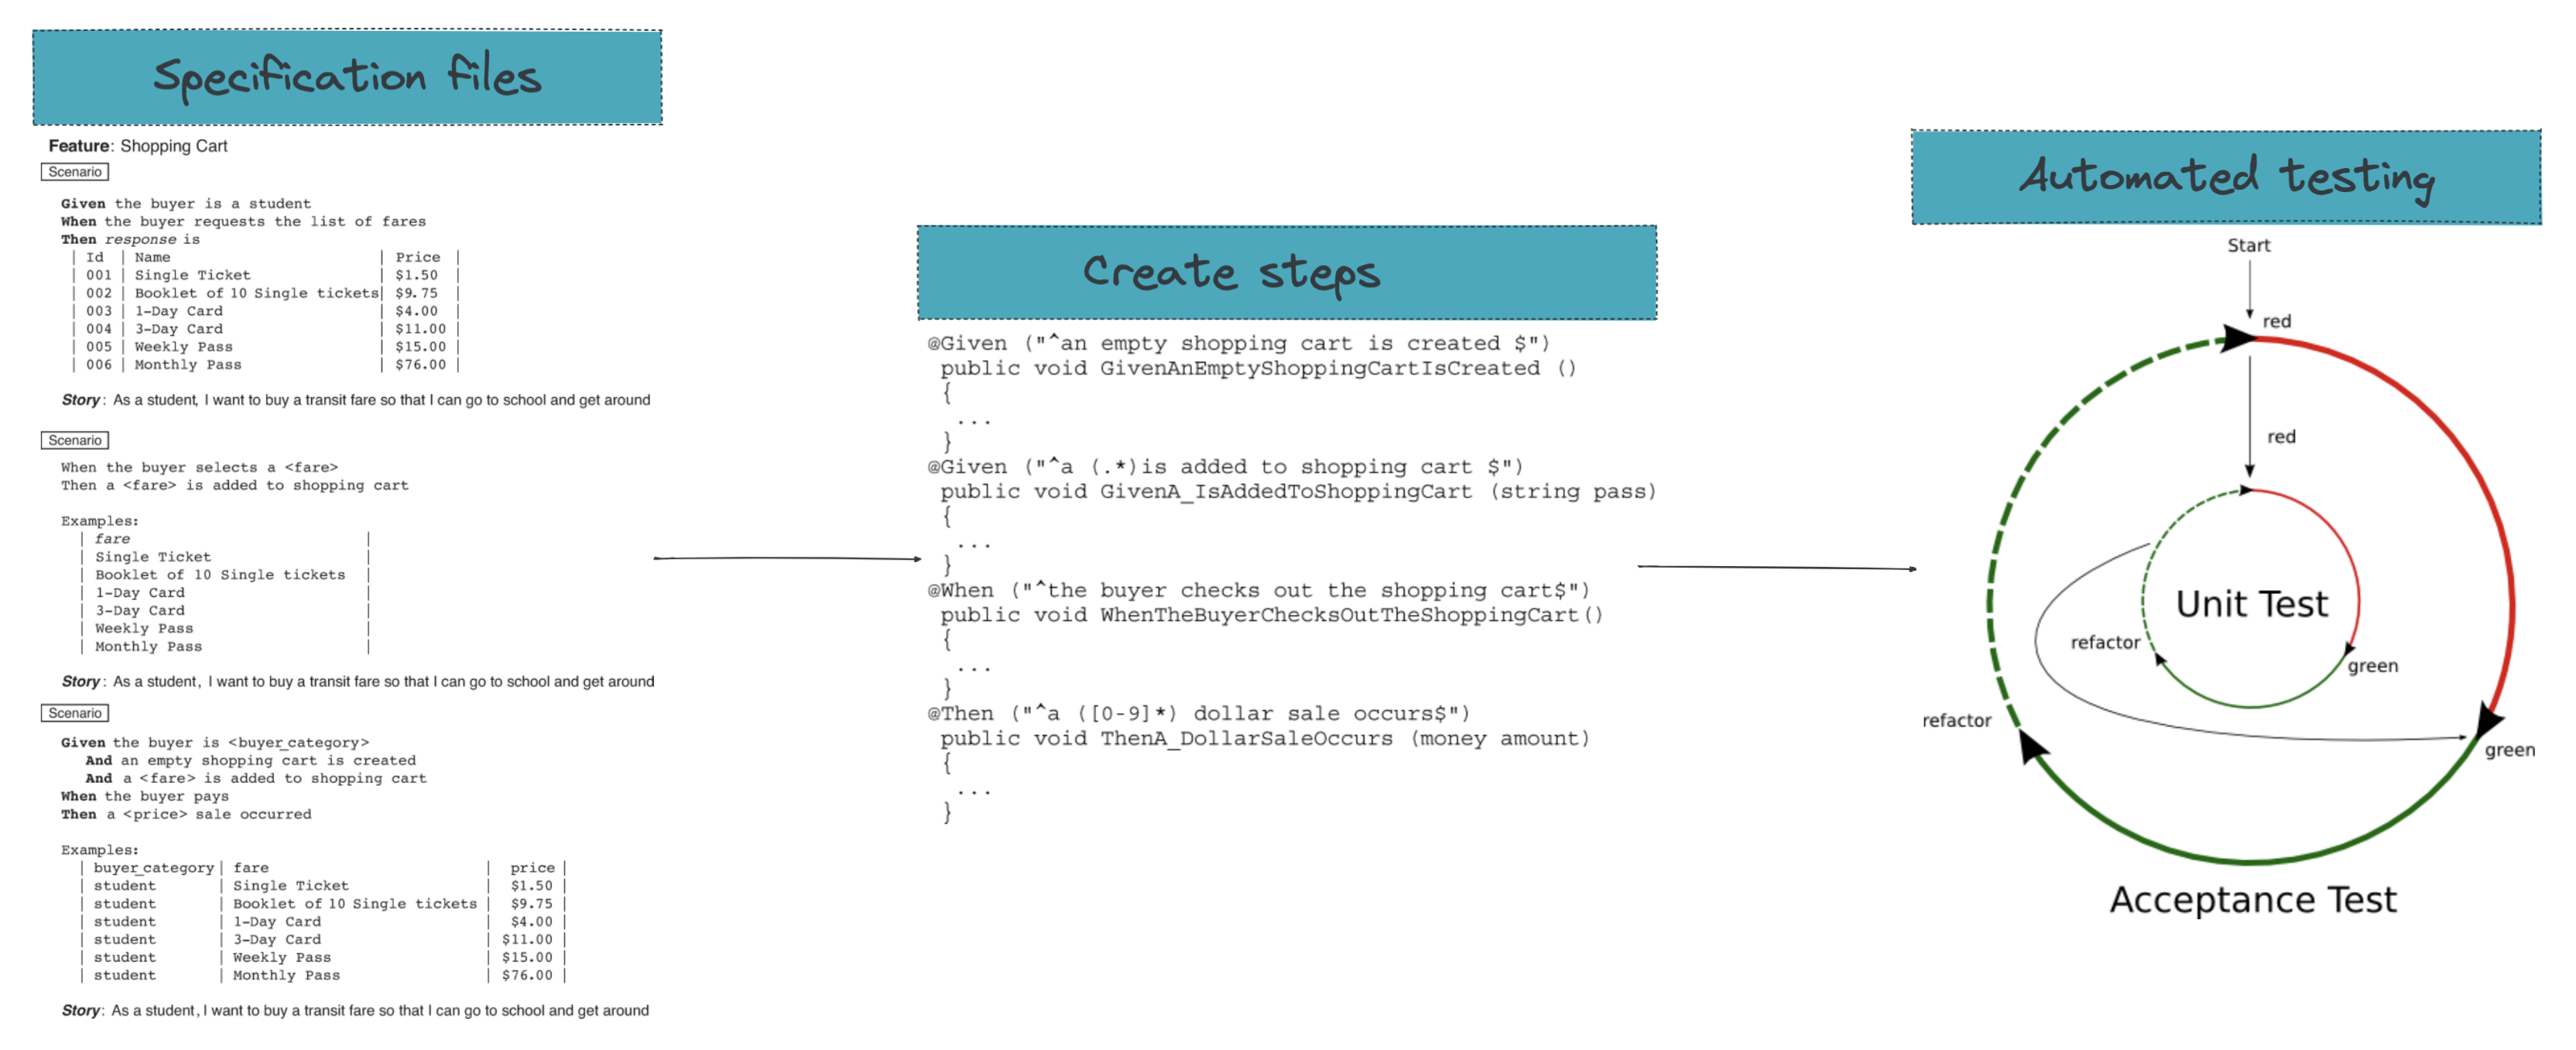 Specification files
Feature: Shopping Cart
Scenario
Given the buyer is a student
When the buyer requests the list of fares
Then response is
| Id | Name | Price |
| 001 | Single Ticket | $1.50 |
| 002 | Booklet of 10 Single tickets| $9.75 |
| 003 | 1-Day Card | $4.00 |
| 004 | 3-Day Card | $11.00 |
| 005 | Weekly Pass | $15.00 |
| 006 | Monthly Pass | $76.00 |
Story: As a student, I want to buy a transit fare so that I can go to school and get around
Scenario
When the buyer selects a <fare>
Then a <fare> is added to shopping cart
Examples:
| fare |
| Single Ticket |
| Booklet of 10 Single tickets |
| 1-Day Card |
| 3-Day Card |
| Weekly Pass |
| Monthly Pass |
Story: As a student, I want to buy a transit fare so that I can go to school and get around
Scenario
Given the buyer is <buyer_category>
And an empty shopping cart is created
And a <fare> is added to shopping cart
When the buyer pays
Then a <price> sale occurred
Examples:
| buyer_category | fare | price |
| student | Single Ticket | $1.50 |
| student | Booklet of 10 Single tickets | $9.75 |
| student | 1-Day Card | $4.00 |
| student | 3-Day Card | $11.00 |
| student | Weekly Pass | $15.00 |
| student | Monthly Pass | $76.00 |
Story: As a student, I want to buy a transit fare so that I can go to school and get around
Create steps
@Given ("^an empty shopping cart is created $")
public void GivenAnEmptyShoppingCartIsCreated ()
{
...
}
@Given ("^a (.*)is added to shopping cart $")
public void GivenA_IsAddedToShoppingCart (string pass)
{
...
}
@When ("^the buyer checks out the shopping cart$")
public void WhenTheBuyerChecksOutTheShoppingCart()
{
...
}
@Then ("^a ([0-9]*) dollar sale occurs$")
public void ThenA_DollarSaleOccurs (money amount)
{
...
}
Automated testing
Start
red
red
Unit Test
refactor
green
refactor
green
Acceptance Test